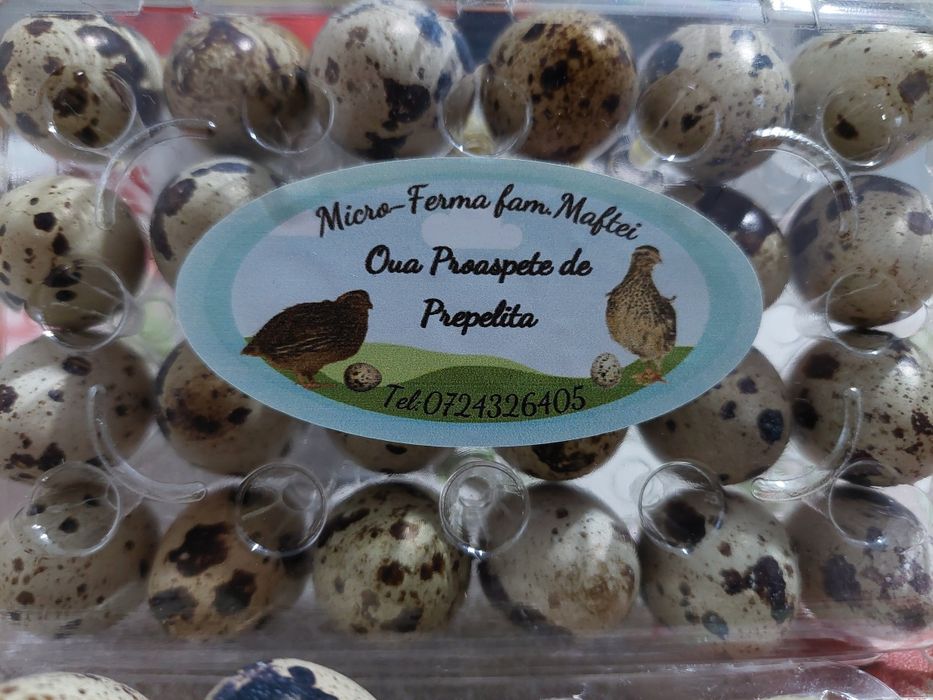 Micro-Ferma fam. Maftei
Oua Proaspete de
Prepelita
Tel:0724326405